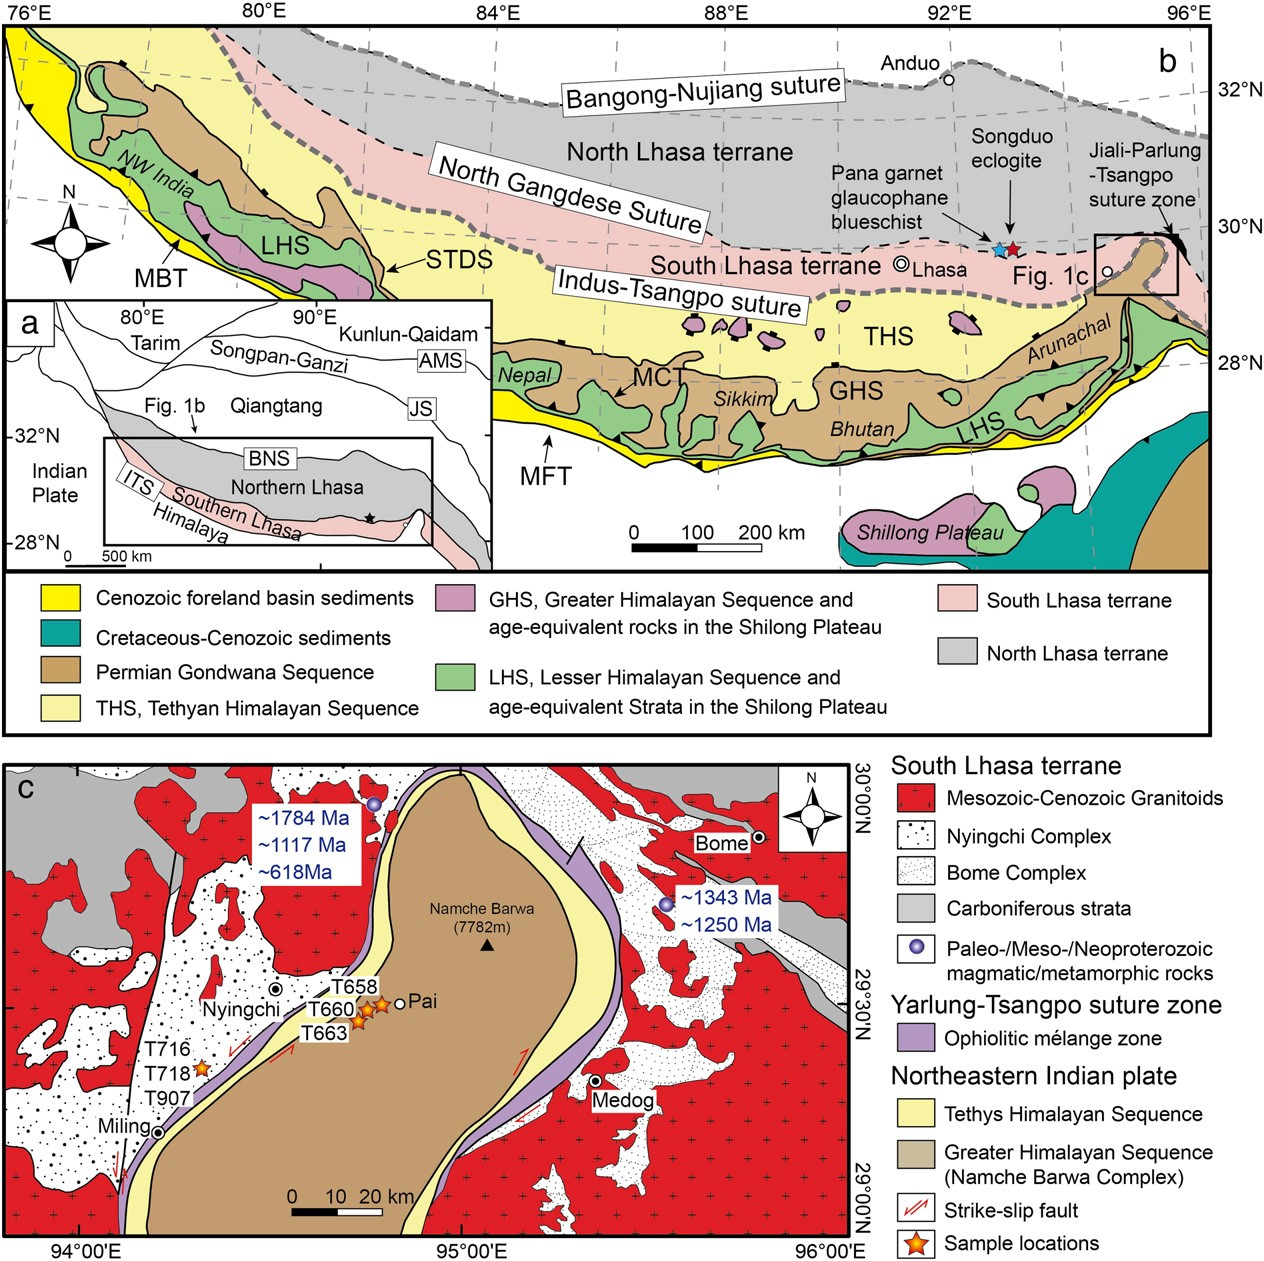 76°E
80°E
84°E
88°E
92°E
96°E
b
Anduo
32°N
Bangong-Nujiang suture
Songduo
eclogite
North Lhasa terrane
Jiali-Parlung
-Tsangpo
suture zone
Pana garnet
glaucophane
blueschist
NW India
North Gangdese Suture
N
30°N
LHS
STDS
South Lhasa terrane
Lhasa
Fig. 1c
MBT
Indus-Tsangpo suture
THS
Arunachal
28°N
Nepal
MCT
Sikkim
GHS
Bhutan
LHS
MFT
0 100 200 km
Shillong Plateau
a
80°E
90°E
Tarim
Kunlun-Qaidam
Songpan-Ganzi
AMS
Fig. 1b
Qiangtang
JS
32°N
BNS
Indian
Plate
ITS
Northern Lhasa
Southern Lhasa
Himalaya
28°N
0 500 km
Cenozoic foreland basin sediments
Cretaceous-Cenozoic sediments
Permian Gondwana Sequence
THS, Tethyan Himalayan Sequence
GHS, Greater Himalayan Sequence and
age-equivalent rocks in the Shilong Plateau
LHS, Lesser Himalayan Sequence and
age-equivalent Strata in the Shilong Plateau
South Lhasa terrane
North Lhasa terrane
c
N
30°00'N
~1784 Ma
~1117 Ma
~618Ma
Bome
~1343 Ma
~1250 Ma
Namche Barwa
(7782m)
T658
Nyingchi
T660
Pai
T663
29°30'N
T716
T718
T907
Medog
Miling
0 10 20 km
29°00'N
94°00'E
95°00'E
96°00'E
South Lhasa terrane
Mesozoic-Cenozoic Granitoids
Nyingchi Complex
Bome Complex
Carboniferous strata
Paleo-/Meso-/Neoproterozoic
magmatic/metamorphic rocks
Yarlung-Tsangpo suture zone
Ophiolitic mélange zone
Northeastern Indian plate
Tethys Himalayan Sequence
Greater Himalayan Sequence
(Namche Barwa Complex)
Strike-slip fault
Sample locations